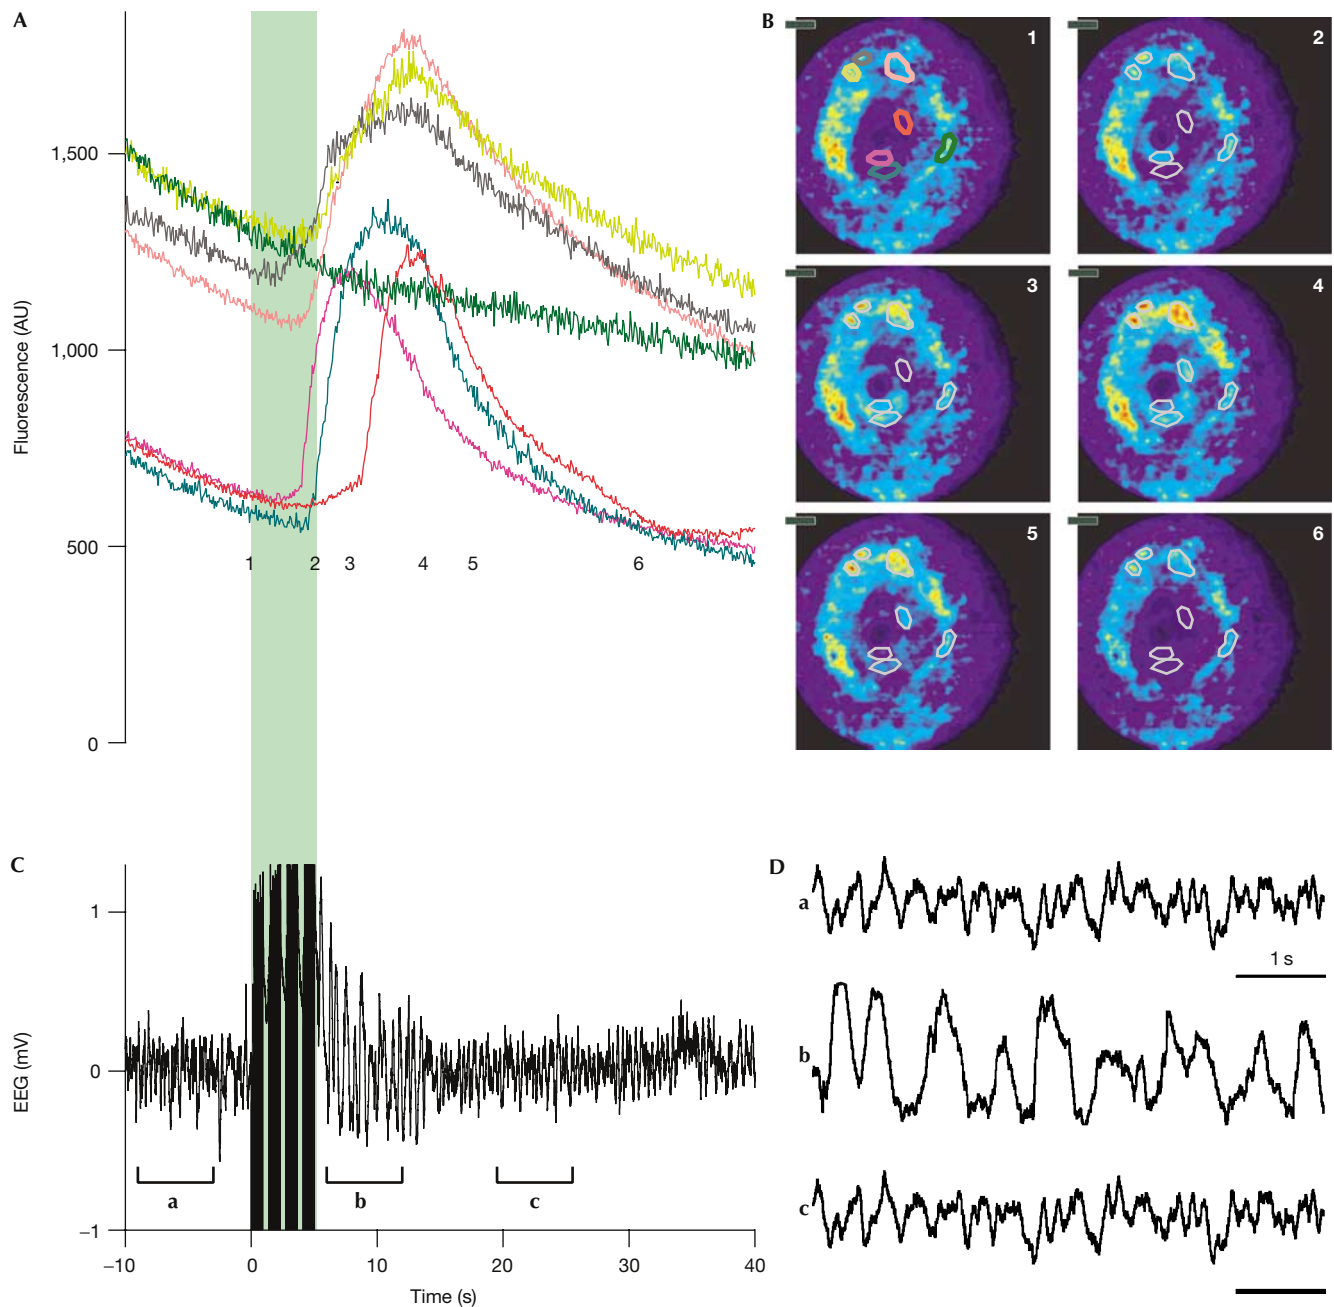 A
Fluorescence (AU)
1,500
1,000
500
0
1 2 3 4 5 6
B
1 2
3 4
5 6
C
EEG (mV)
1
0
–1
a b c
–10 0 10 20 30 40
Time (s)
D
a
1 s
b
c